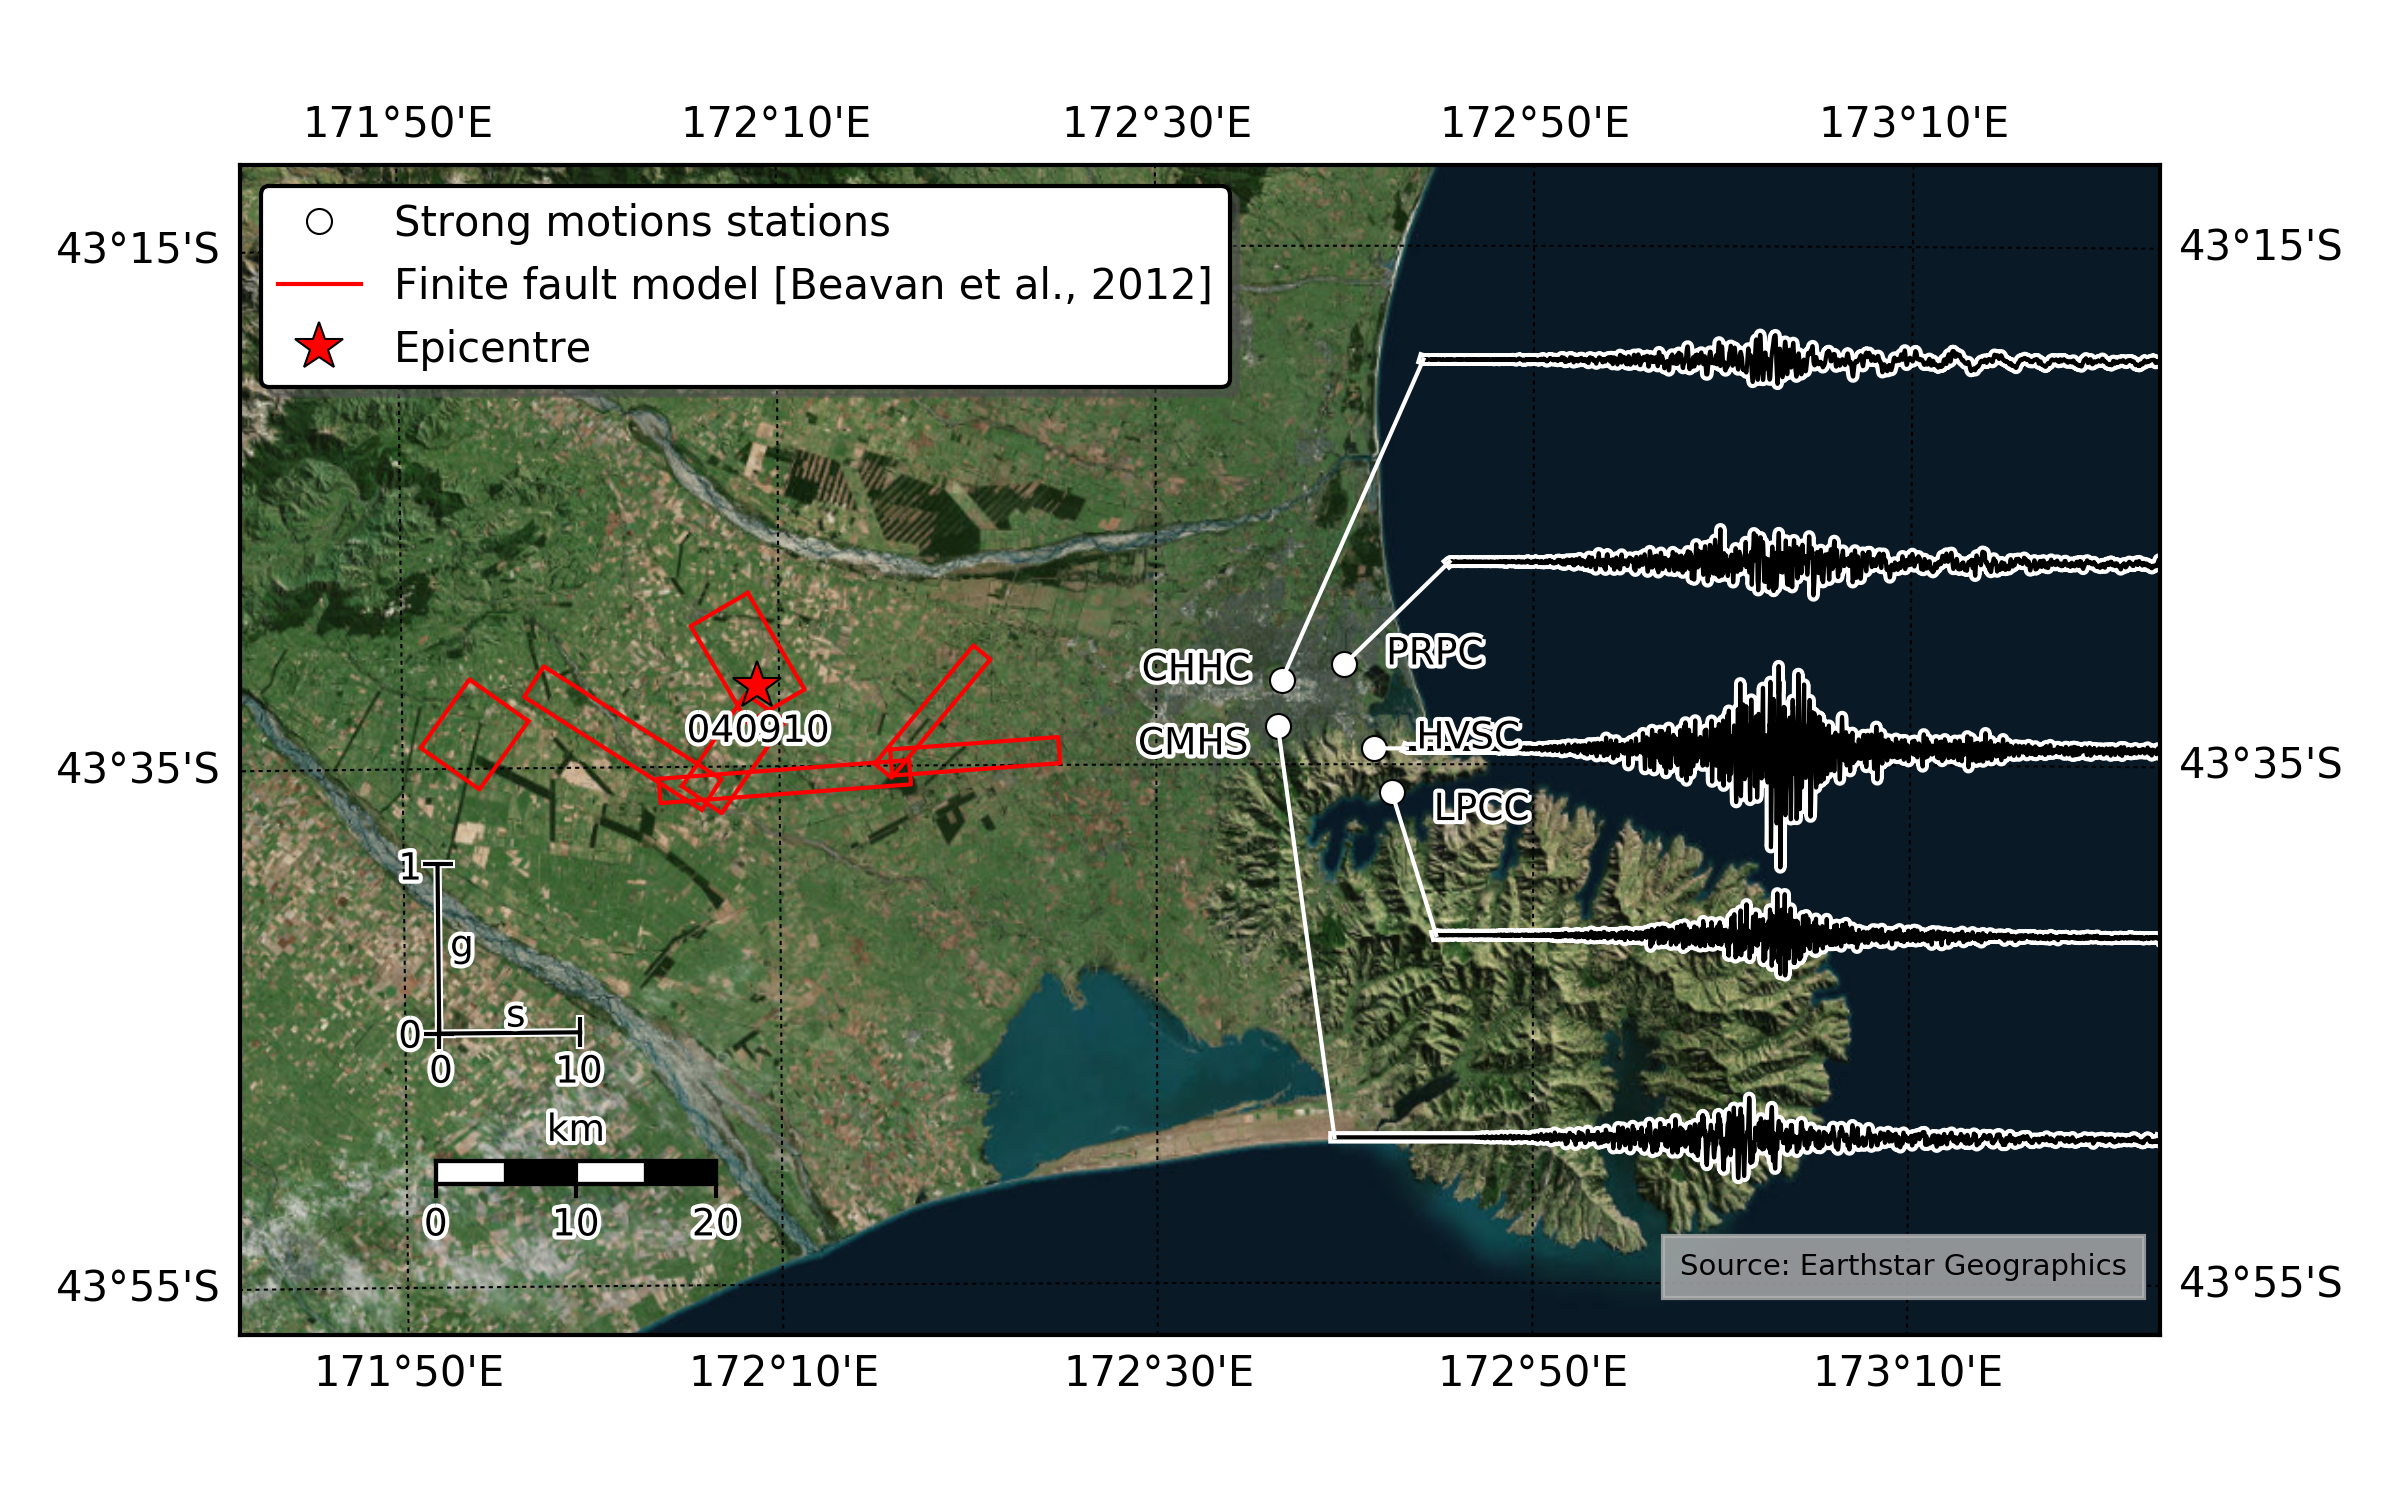 171°50'E 172°10'E 172°30'E 172°50'E 173°10'E
Strong motions stations
43°15'S 43°15'S
Finite fault model [Beavan et al., 2012]
Epicentre
PRPC
CHHC
040910
HVSC
CMHS
43°35'S 43°35'S
LPCC
1
g
s
0
0 10
km
0 10 20
Source: Earthstar Geographics
43°55'S 43°55'S
171°50'E 172°10'E 172°30'E 172°50'E 173°10'E